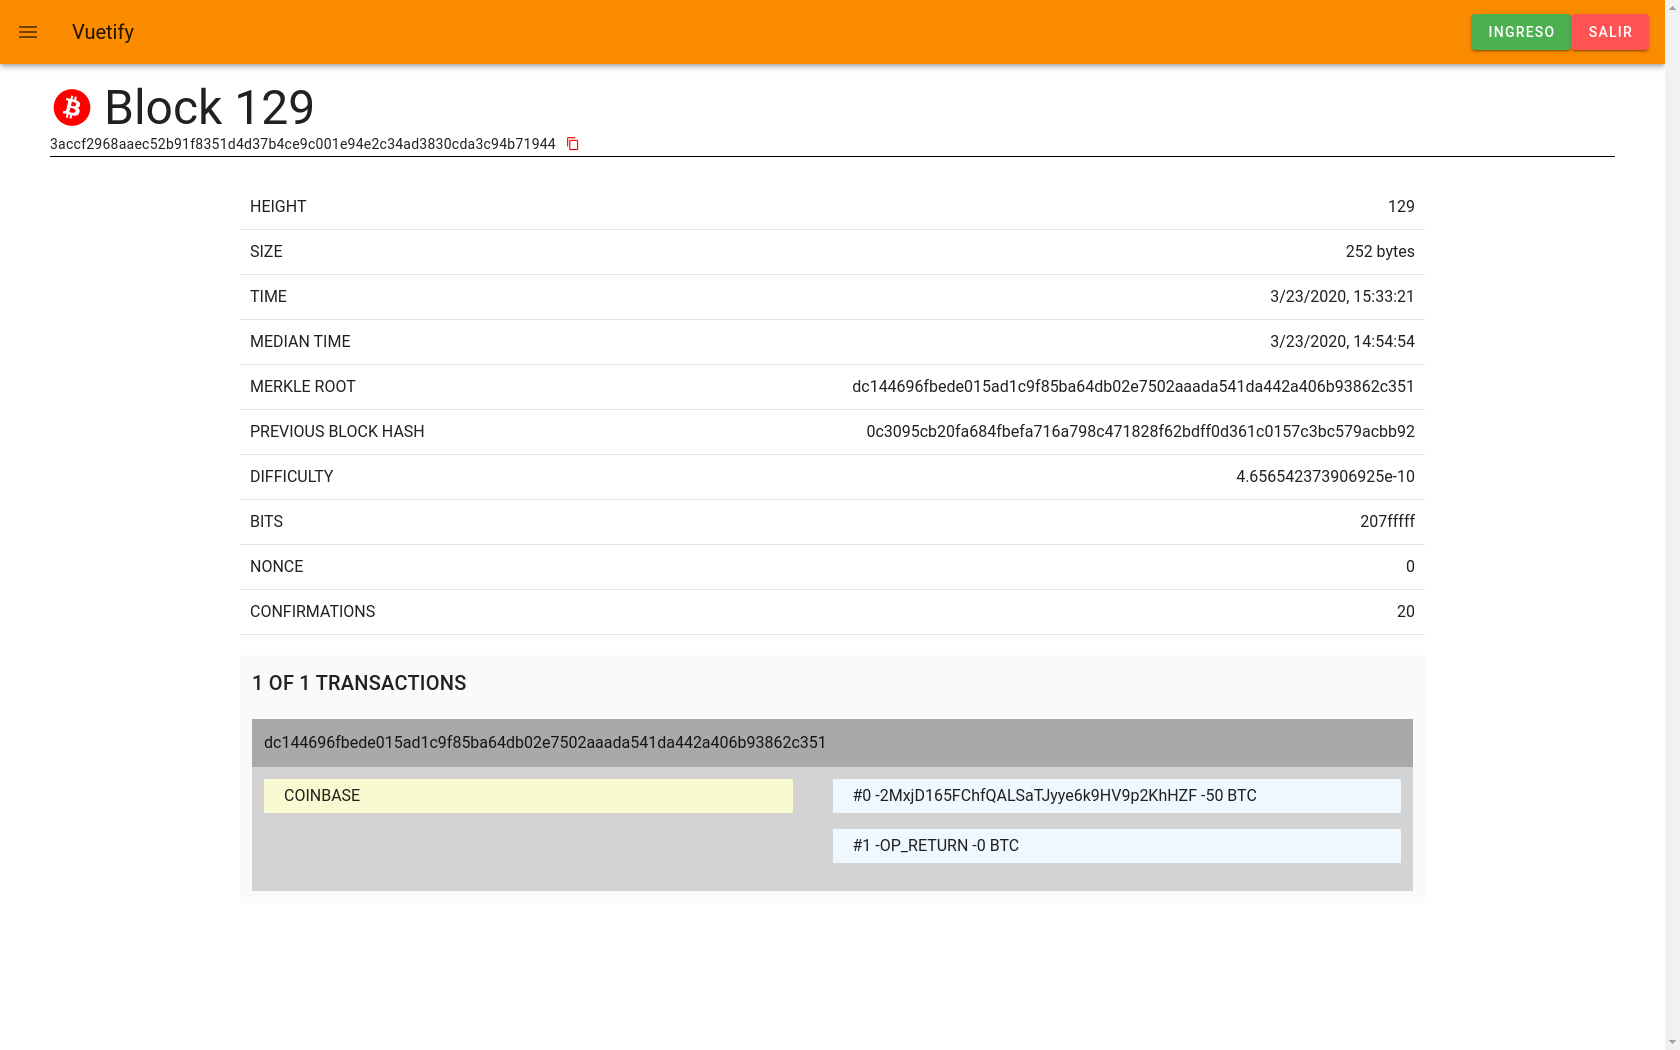 Vuetify
INGRESO SALIR
Block 129
3accf2968aaec52b91f8351d4d37b4ce9c001e94e2c34ad3830cda3c94b71944
HEIGHT 129
SIZE 252 bytes
TIME 3/23/2020, 15:33:21
MEDIAN TIME 3/23/2020, 14:54:54
MERKLE ROOT dc144696fbede015ad1c9f85ba64db02e7502aaada541da442a406b93862c351
PREVIOUS BLOCK HASH 0c3095cb20fa684fbefa716a798c471828f62bdff0d361c0157c3bc579acbb92
DIFFICULTY 4.656542373906925e-10
BITS 207fffff
NONCE 0
CONFIRMATIONS 20
1 OF 1 TRANSACTIONS
dc144696fbede015ad1c9f85ba64db02e7502aaada541da442a406b93862c351
COINBASE #0 -2MxjD165FChfQALSaTJyye6k9HV9p2KhHZF -50 BTC
#1 -OP_RETURN -0 BTC